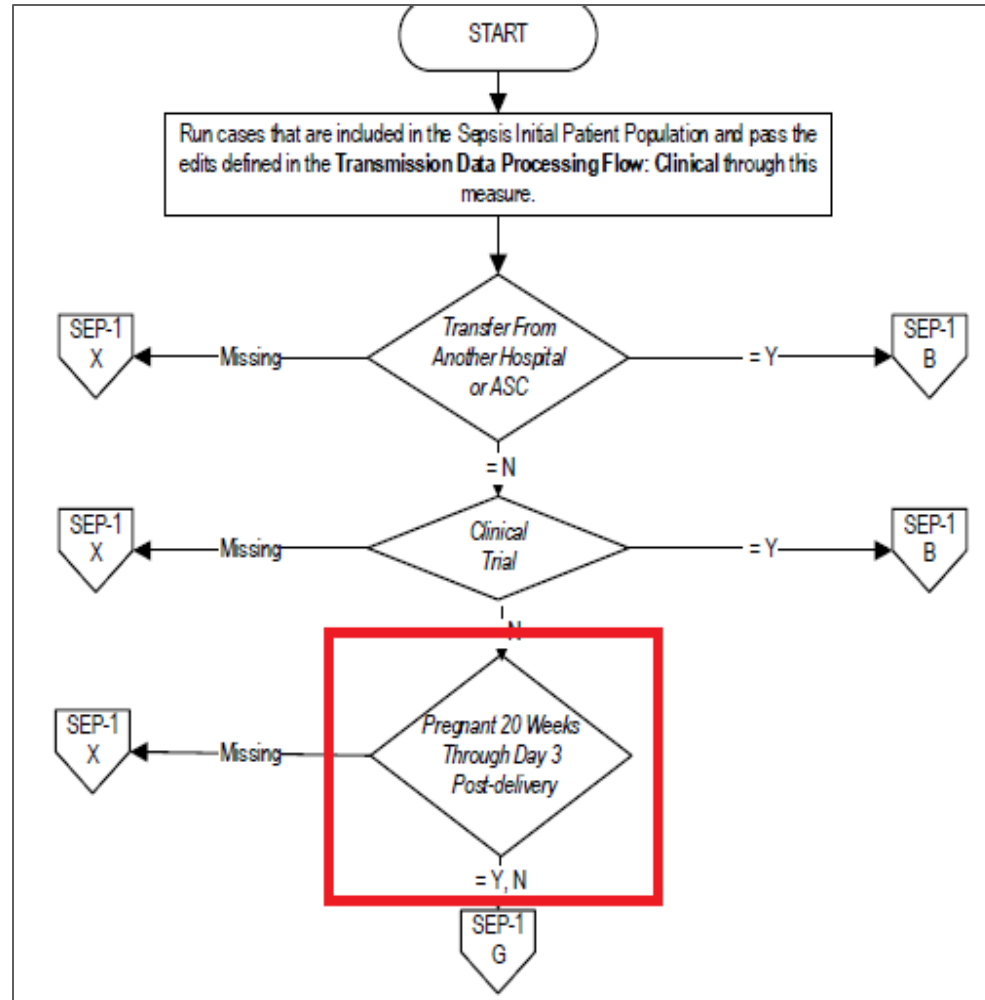 START
Run cases that are included in the Sepsis Initial Patient Population and pass the
edits defined in the Transmission Data Processing Flow: Clinical through this
measure.
Transfer From
Another Hospital
or ASC
SEP-1
X
Missing
= Y
SEP-1
B
= N
Clinical
Trial
SEP-1
X
Missing
= Y
SEP-1
B
N
Pregnant 20 Weeks
Through Day 3
Post-delivery
SEP-1
X
Missing
= Y, N
SEP-1
G